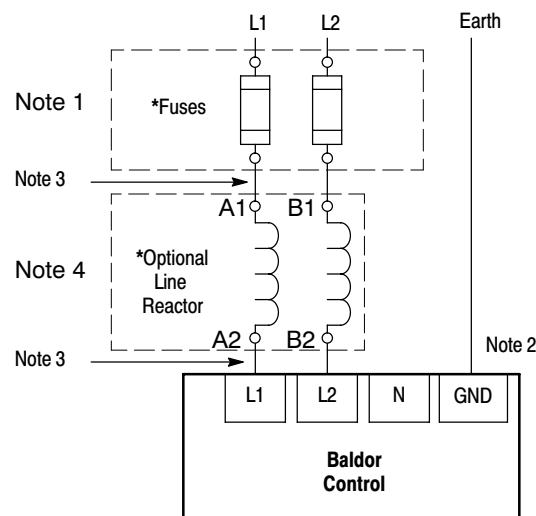 L1 L2 Earth
Note 1
*Fuses
Note 3
A1 B1
Note 4
*Optional
Line
Reactor
A2 B2
Note 3
Note 2
L1 L2 N GND
Baldor
Control